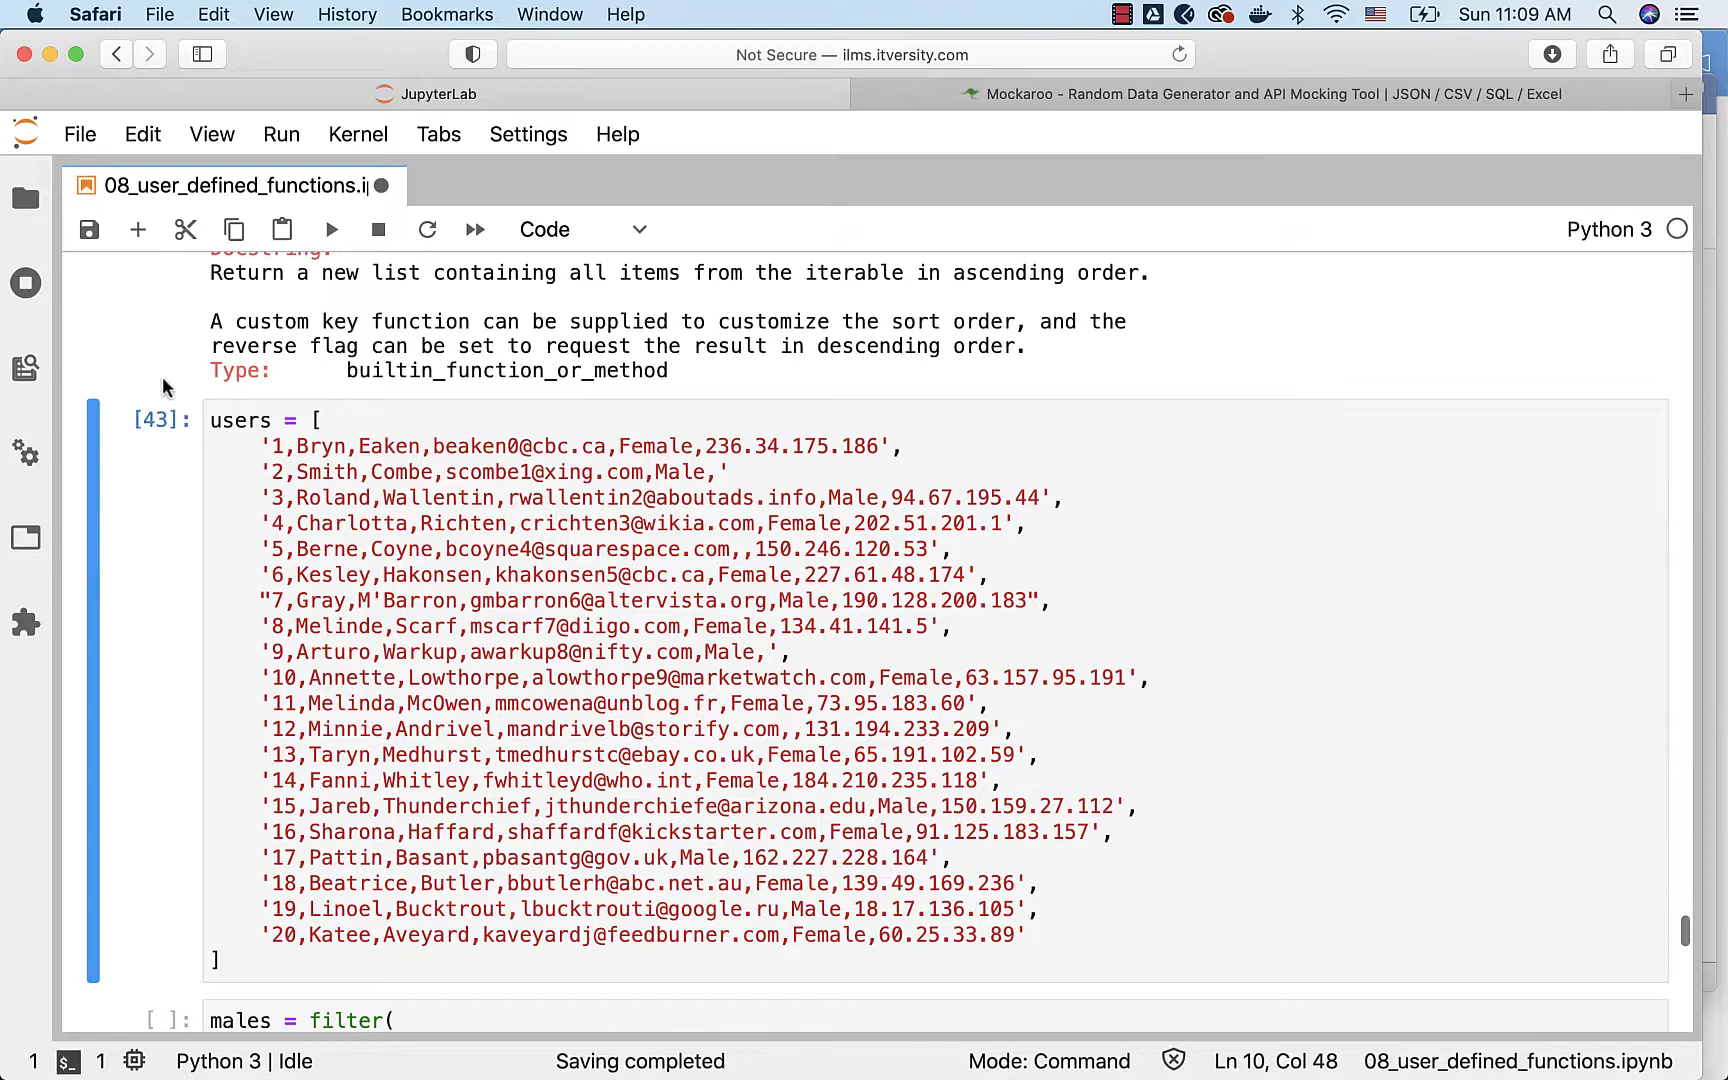 Safari File Edit View History Bookmarks Window Help Sun 11:09 AM
Not Secure — ilms.itversity.com
JupyterLab
Mockaroo - Random Data Generator and API Mocking Tool | JSON / CSV / SQL / Excel
File Edit View Run Kernel Tabs Settings Help
08_user_defined_functions.i
Code
Python 3
Docstring:
Return a new list containing all items from the iterable in ascending order.
A custom key function can be supplied to customize the sort order, and the
reverse flag can be set to request the result in descending order.
Type: builtin_function_or_method
[43]: users = [
'1,Bryn,Eaken,beaken0@cbc.ca,Female,236.34.175.186',
'2,Smith,Combe,scombe1@xing.com,Male,'
'3,Roland,Wallentin,rwallentin2@aboutads.info,Male,94.67.195.44',
'4,Charlotta,Richten,crichten3@wikia.com,Female,202.51.201.1',
'5,Berne,Coyne,bcoyne4@squarespace.com,,150.246.120.53',
'6,Kesley,Hakonsen,khakonsen5@cbc.ca,Female,227.61.48.174',
"7,Gray,M'Barron,gmbarron6@altervista.org,Male,190.128.200.183",
'8,Melinde,Scarf,mscarf7@diigo.com,Female,134.41.141.5',
'9,Arturo,Warkup,awarkup8@nifty.com,Male,',
'10,Annette,Lowthorpe,alowthorpe9@marketwatch.com,Female,63.157.95.191',
'11,Melinda,McOwen,mmcowena@unblog.fr,Female,73.95.183.60',
'12,Minnie,Andrivel,mandrivelb@storify.com,,131.194.233.209',
'13,Taryn,Medhurst,tmedhurstc@ebay.co.uk,Female,65.191.102.59',
'14,Fanni,Whitley,fwhitleyd@who.int,Female,184.210.235.118',
'15,Jareb,Thunderchief,jthunderchiefe@arizona.edu,Male,150.159.27.112',
'16,Sharona,Haffard,shaffardf@kickstarter.com,Female,91.125.183.157',
'17,Pattin,Basant,pbasantg@gov.uk,Male,162.227.228.164',
'18,Beatrice,Butler,bbutlerh@abc.net.au,Female,139.49.169.236',
'19,Linoel,Bucktrout,lbucktrouti@google.ru,Male,18.17.136.105',
'20,Katee,Aveyard,kaveyardj@feedburner.com,Female,60.25.33.89'
]
[ ]: males = filter(
1 1 Python 3 | Idle Saving completed Mode: Command Ln 10, Col 48 08_user_defined_functions.ipynb